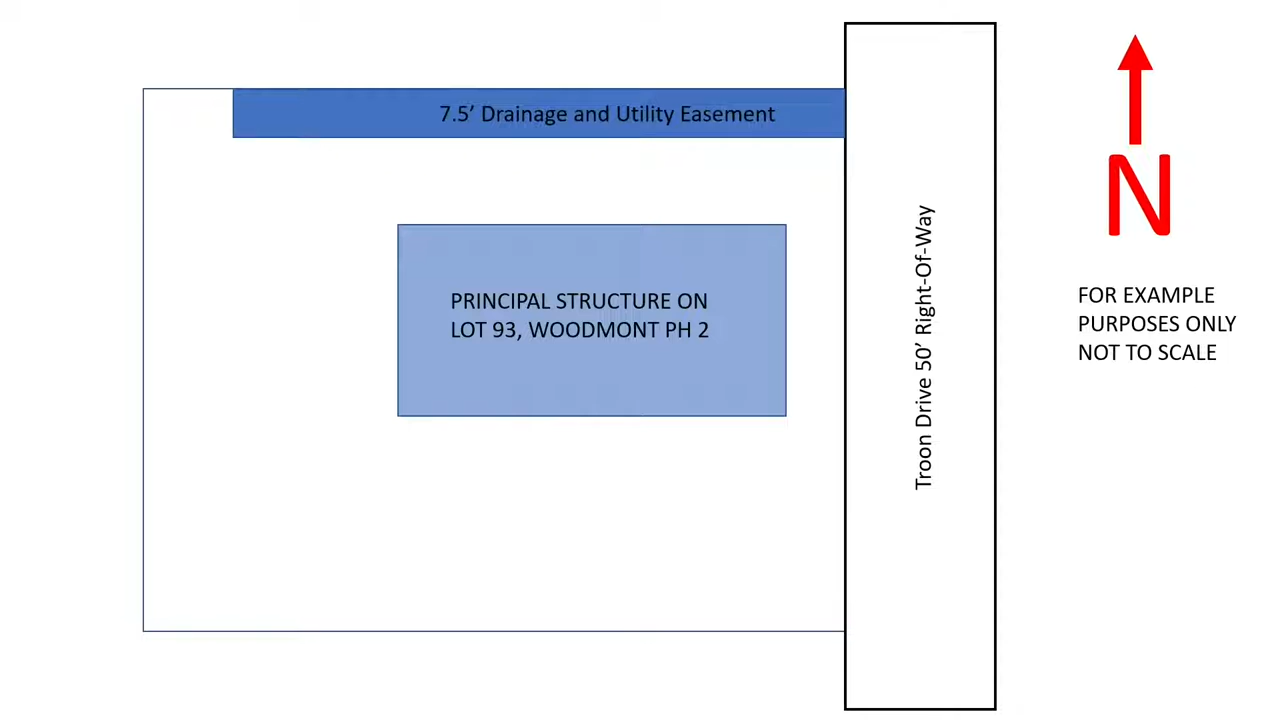 7.5’ Drainage and Utility Easement
PRINCIPAL STRUCTURE ON
LOT 93, WOODMONT PH 2
Troon Drive 50’ Right-Of-Way
N
FOR EXAMPLE
PURPOSES ONLY
NOT TO SCALE